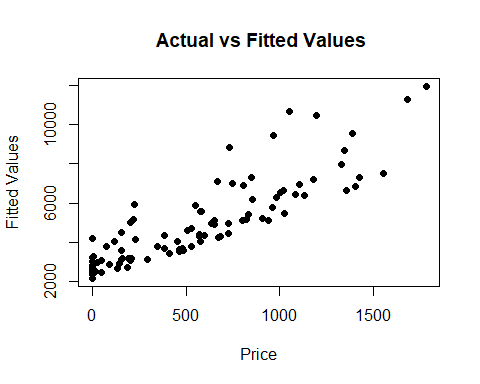 Actual vs Fitted Values
Fitted Values
10000
6000
2000
0 500 1000 1500
Price